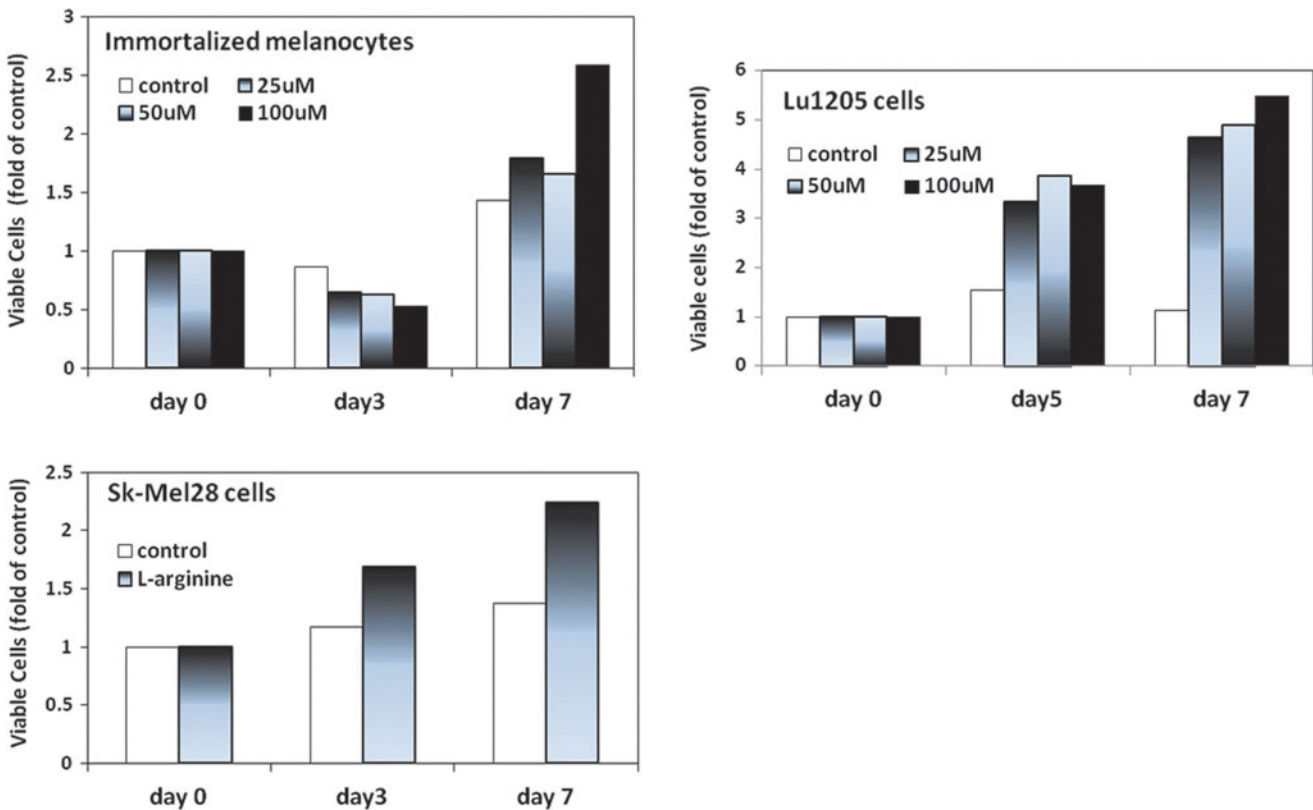 Immortalized melanocytes
control 25uM
50uM 100uM
Viable Cells (fold of control)
3
2.5
2
1.5
1
0.5
0
day 0 day3 day 7
Lu1205 cells
control 25uM
50uM 100uM
Viable cells (fold of control)
6
5
4
3
2
1
0
day 0 day5 day 7
Sk-Mel28 cells
control
L-arginine
Viable Cells (fold of control)
2.5
2
1.5
1
0.5
0
day 0 day3 day 7